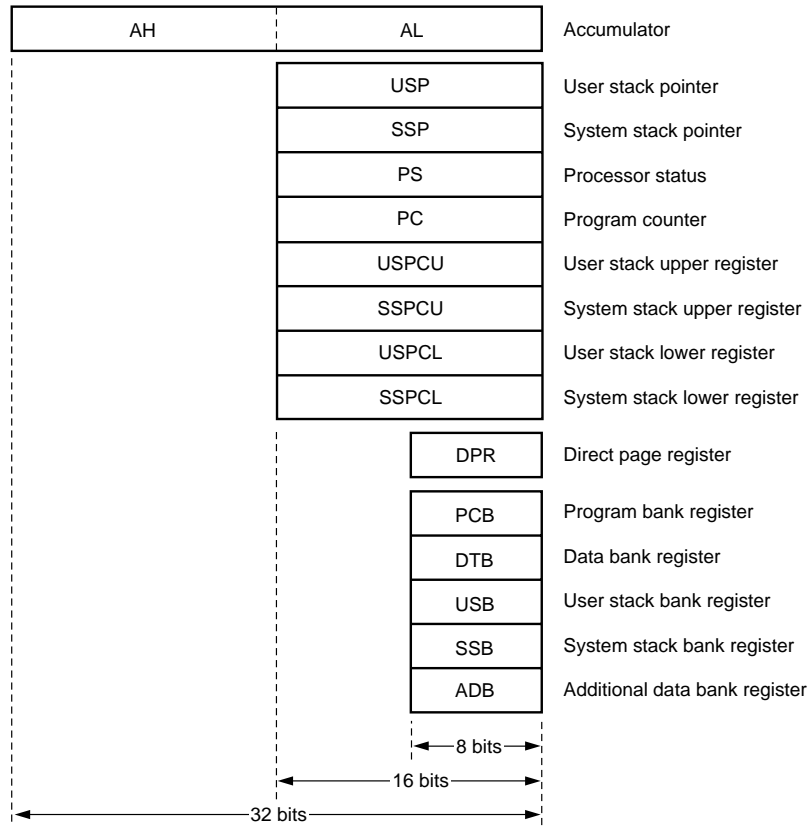 AH AL Accumulator
USP User stack pointer
SSP System stack pointer
PS Processor status
PC Program counter
USPCU User stack upper register
SSPCU System stack upper register
USPCL User stack lower register
SSPCL System stack lower register
DPR Direct page register
PCB Program bank register
DTB Data bank register
USB User stack bank register
SSB System stack bank register
ADB Additional data bank register
8 bits
16 bits
32 bits